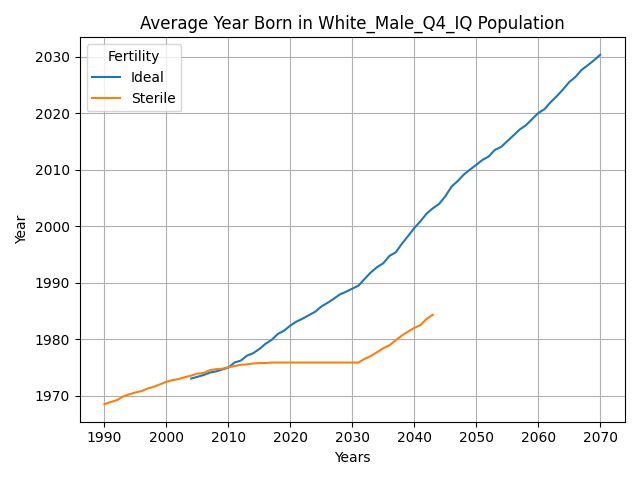 Average Year Born in White_Male_Q4_IQ Population
Fertility
Ideal
Sterile
2030
2020
2010
2000
1990
1980
1970
Year
1990 2000 2010 2020 2030 2040 2050 2060 2070
Years